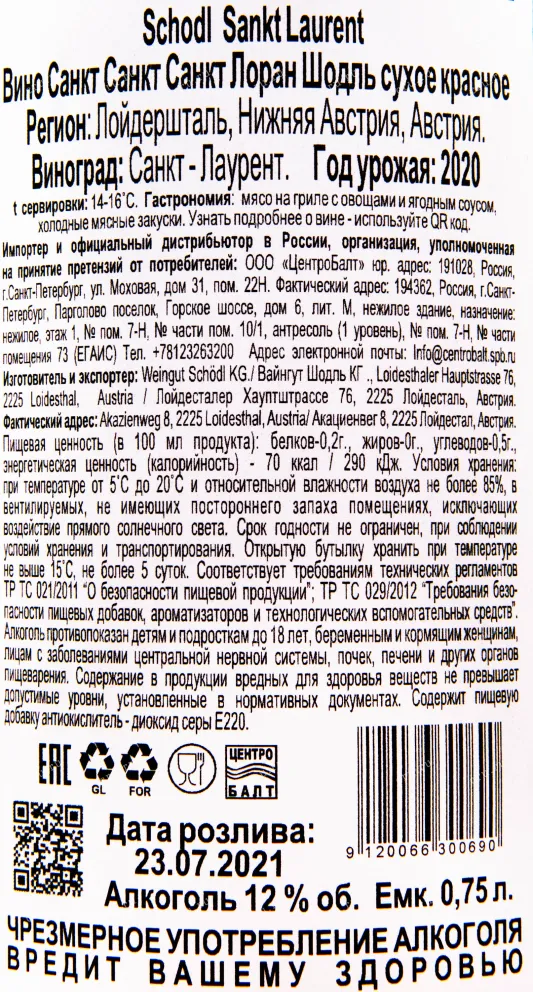 Schodl Sankt Laurent
Вино Санкт Санкт Санкт Лоран Шодль сухое красное
Регион: Лойдершталь, Нижняя Австрия, Австрия.
Виноград: Санкт - Лаурент. Год урожая: 2020
t сервировки: 14-16°C. Гастрономия: мясо на гриле с овощами и ягодным соусом,
холодные мясные закуски. Узнать подробнее о вине - используйте QR код.
Импортер и официальный дистрибьютор в России, организация, уполномоченная
на принятие претензий от потребителей: ООО «ЦентроБалт» юр. адрес: 191028, Россия,
г.Санкт-Петербург, ул. Моховая, дом 31, пом. 22Н. Фактический адрес: 194362, Россия, г.Санкт-
Петербург, Парголово поселок, Горское шоссе, дом 6, лит. М, нежилое здание, назначение:
нежилое, этаж 1, № пом. 7-Н, № части пом. 10/1, антресоль (1 уровень), № пом. 7-Н, № части
помещения 73 (ЕГАИС) Тел. +78123263200 Адрес электронной почты: Info@centrobalt.spb.ru
Изготовитель и экспортер: Weingut Schödl KG./ Вайнгут Шодль КГ ., Loidesthaler Hauptstrasse 76,
2225 Loidesthal, Austria / Лойдесталер Хауптштрассе 76, 2225 Лойдесталь, Австрия.
Фактический адрес: Akazienweg 8, 2225 Loidesthal, Austria/ Акациенвег 8, 2225 Лойдестал, Австрия.
Пищевая ценность (в 100 мл продукта): белков-0,2г., жиров-0г., углеводов-0,5г.,
энергетическая ценность (калорийность) - 70 ккал / 290 кДж. Условия хранения:
при температуре от 5°С до 20°С и относительной влажности воздуха не более 85%, в
вентилируемых, не имеющих постороннего запаха помещениях, исключающих
воздействие прямого солнечного света. Срок годности не ограничен, при соблюдении
условий хранения и транспортирования. Открытую бутылку хранить при температуре
не выше 15°С, не более 5 суток. Соответствует требованиям технических регламентов
ТР ТС 021/2011 "О безопасности пищевой продукции"; ТР ТС 029/2012 "Требования безо-
пасности пищевых добавок, ароматизаторов и технологических вспомогательных средств".
Алкоголь противопоказан детям и подросткам до 18 лет, беременным и кормящим женщинам,
лицам с заболеваниями центральной нервной системы, почек, печени и других органов
пищеварения. Содержание в продукции вредных для здоровья веществ не превышает
допустимые уровни, установленные в нормативных документах. Содержит пищевую
добавку антиокислитель - диоксид серы Е220.
ЕАС
GL
FOR
ЦЕНТРО
БАЛТ
9 120066 300690
Дата розлива:
23.07.2021
Алкоголь 12 % об. Емк. 0,75 л.
ЧРЕЗМЕРНОЕ УПОТРЕБЛЕНИЕ АЛКОГОЛЯ
ВРЕДИТ ВАШЕМУ ЗДОРОВЬЮ